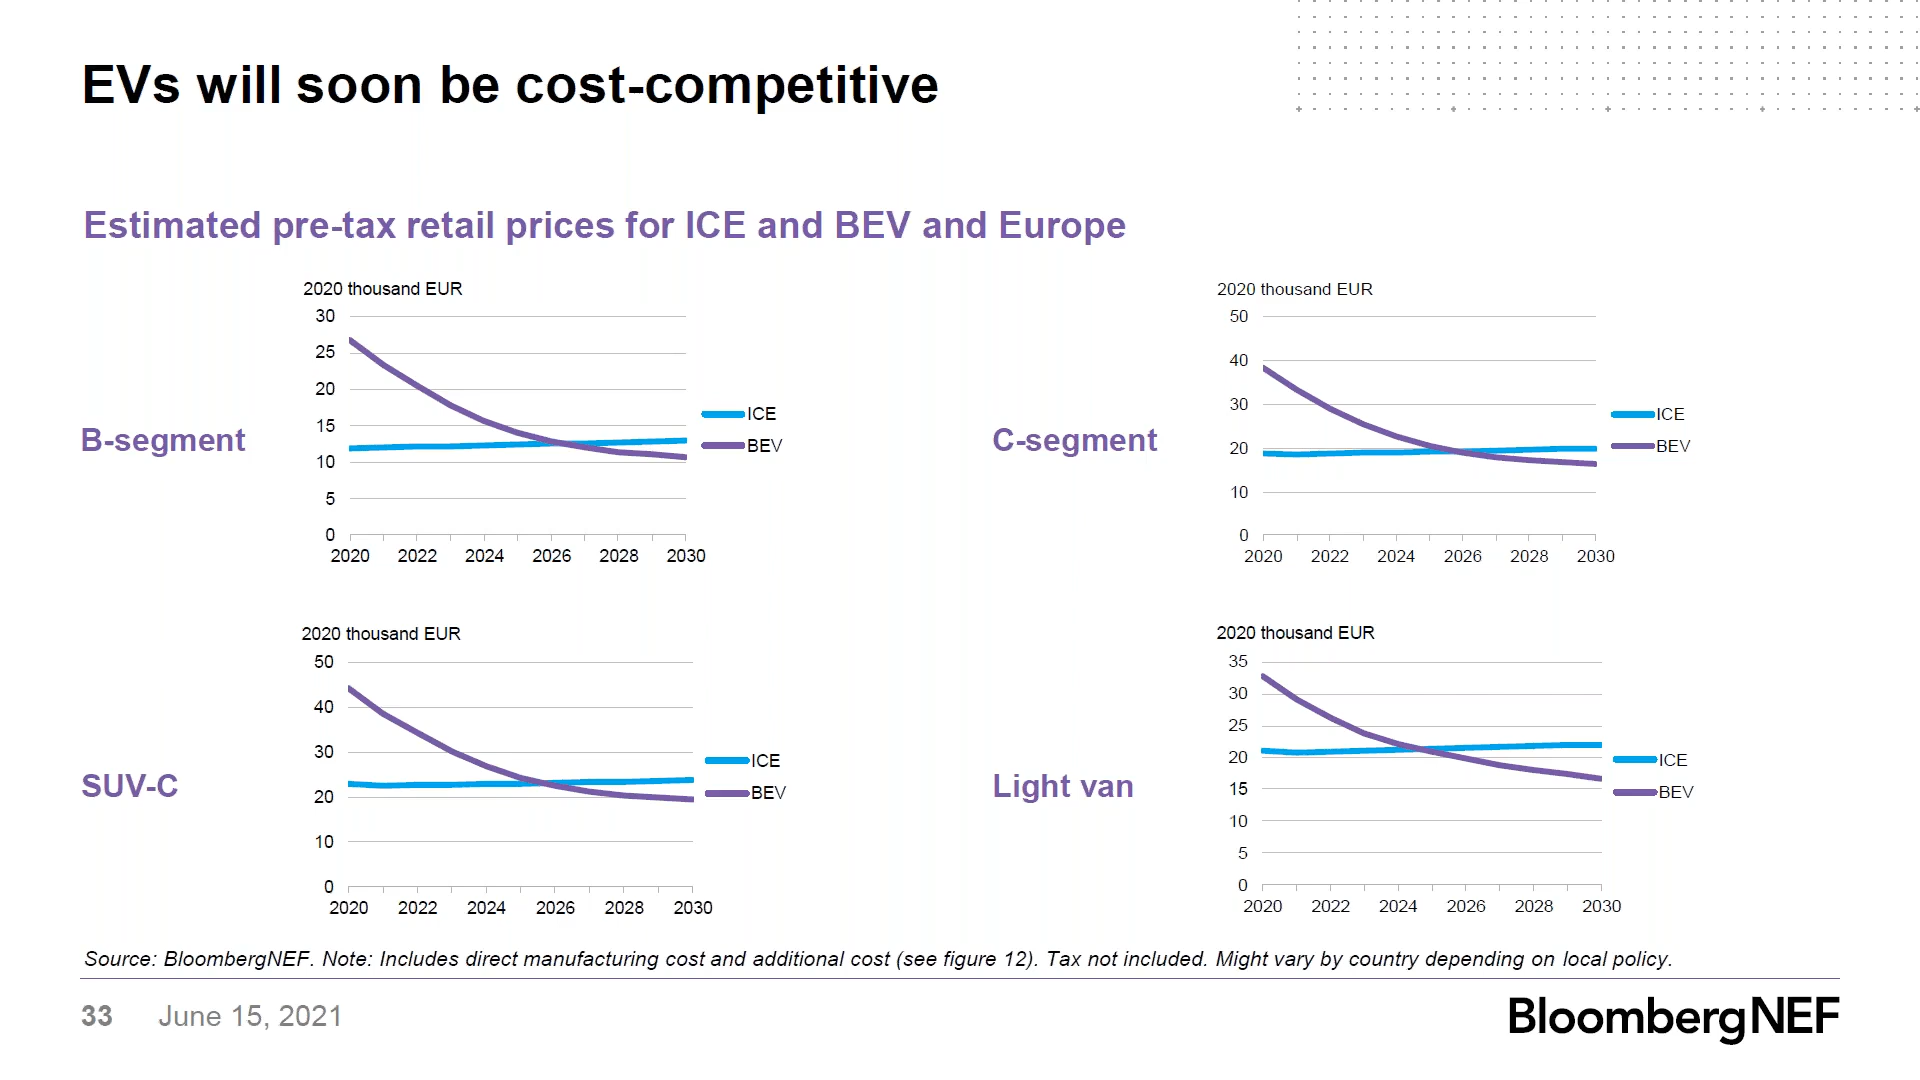 EVs will soon be cost-competitive
Estimated pre-tax retail prices for ICE and BEV and Europe
B-segment
2020 thousand EUR
30
25
20
15
10
5
0
2020 2022 2024 2026 2028 2030
ICE
BEV
C-segment
2020 thousand EUR
50
40
30
20
10
0
2020 2022 2024 2026 2028 2030
ICE
BEV
SUV-C
2020 thousand EUR
50
40
30
20
10
0
2020 2022 2024 2026 2028 2030
ICE
BEV
Light van
2020 thousand EUR
35
30
25
20
15
10
5
0
2020 2022 2024 2026 2028 2030
ICE
BEV
Source: BloombergNEF. Note: Includes direct manufacturing cost and additional cost (see figure 12). Tax not included. Might vary by country depending on local policy.
33 June 15, 2021
BloombergNEF